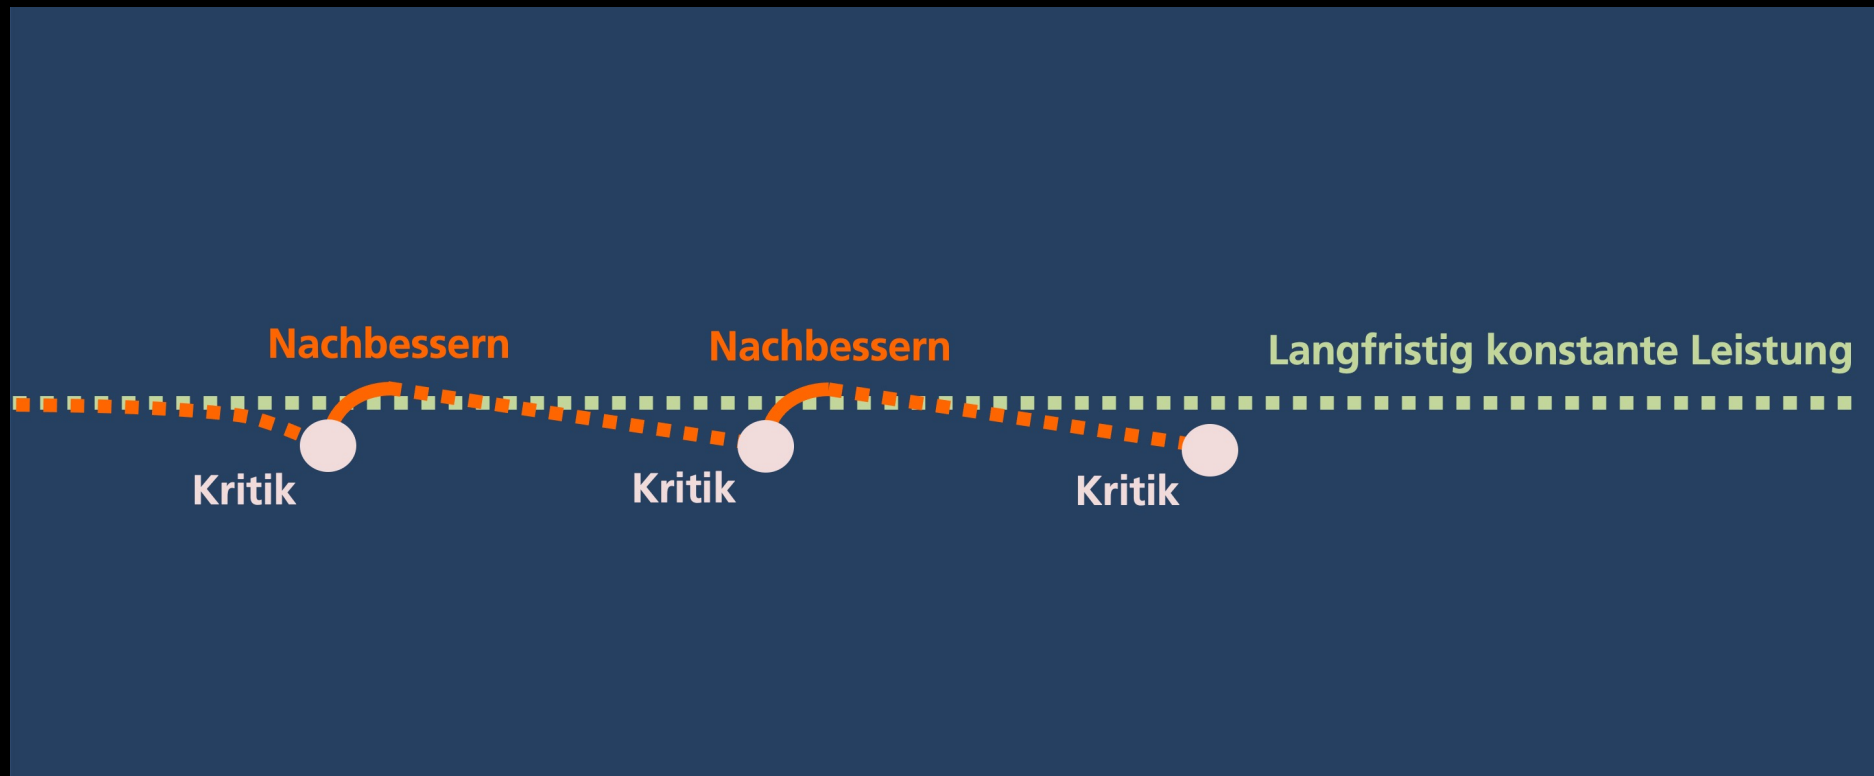 Nachbessern
Nachbessern
Langfristig konstante Leistung
Kritik
Kritik
Kritik